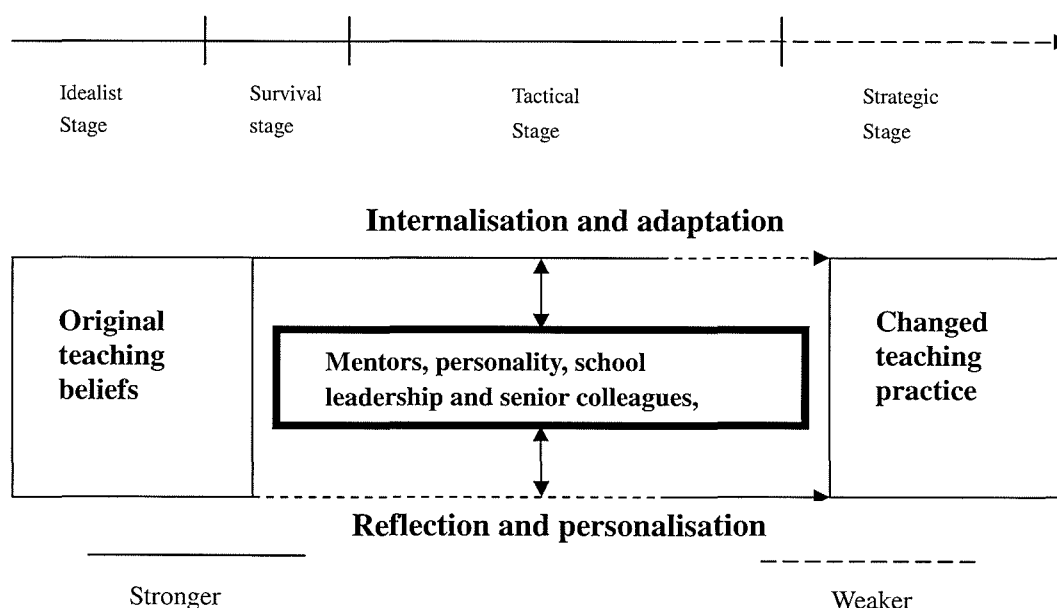 Idealist
Stage
Survival
stage
Tactical
Stage
Strategic
Stage
Internalisation and adaptation
Original
teaching
beliefs
Mentors, personality, school
leadership and senior colleagues,
Changed
teaching
practice
Reflection and personalisation
Stronger
Weaker